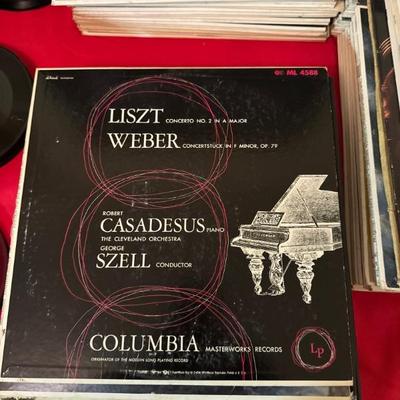 ML 4588
LISZT CONCERTO NO. 2 IN A MAJOR
WEBER CONCERTSTÜCK IN F MINOR, OP. 79
ROBERT
CASADESUS PIANO
THE CLEVELAND ORCHESTRA
GEORGE
SZELL CONDUCTOR
COLUMBIA MASTERWORKS RECORDS
Lp
ORIGINATOR OF THE MODERN LONG PLAYING RECORD